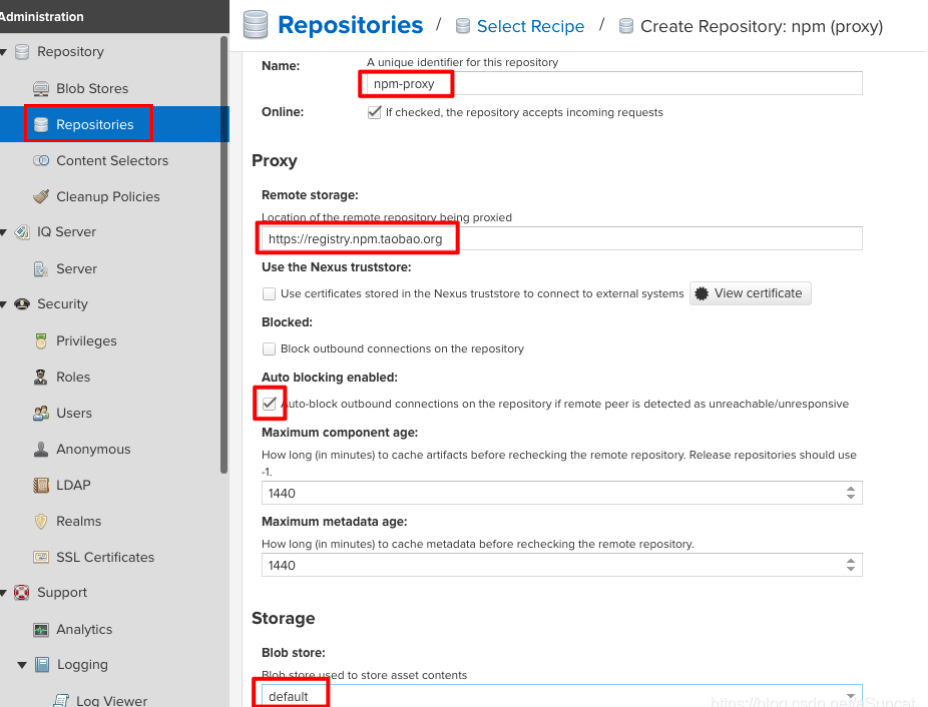 Administration
Repository
Blob Stores
Repositories
Content Selectors
Cleanup Policies
IQ Server
Server
Security
Privileges
Roles
Users
Anonymous
LDAP
Realms
SSL Certificates
Support
Analytics
Logging
Log Viewer
Repositories / Select Recipe / Create Repository: npm (proxy)
Name:
A unique identifier for this repository
npm-proxy
Online:
If checked, the repository accepts incoming requests
Proxy
Remote storage:
Location of the remote repository being proxied
https://registry.npm.taobao.org
Use the Nexus truststore:
Use certificates stored in the Nexus truststore to connect to external systems
View certificate
Blocked:
Block outbound connections on the repository
Auto blocking enabled:
Auto-block outbound connections on the repository if remote peer is detected as unreachable/unresponsive
Maximum component age:
How long (in minutes) to cache artifacts before rechecking the remote repository. Release repositories should use
-1.
1440
Maximum metadata age:
How long (in minutes) to cache metadata before rechecking the remote repository.
1440
Storage
Blob store:
Blob store used to store asset contents
default
https://blog.csdn.net/aSuncat